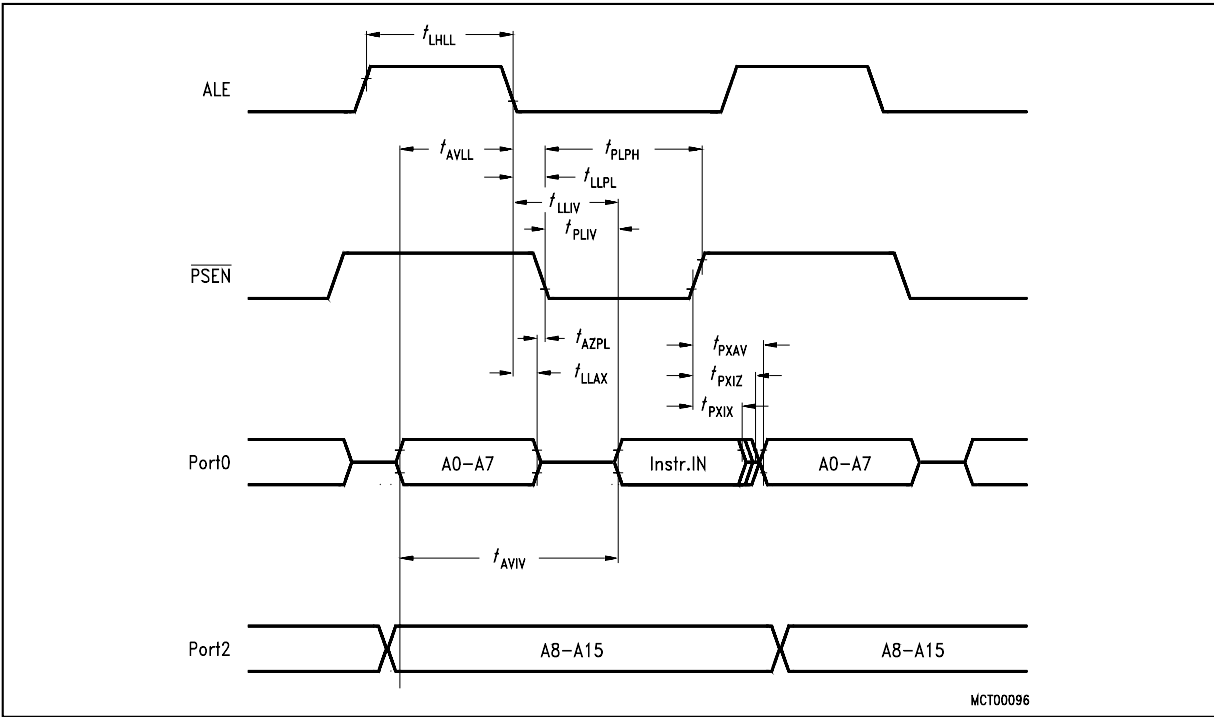 tLHLL
ALE
tAVLL
tPLPH
tLLPL
tLLIV
tPLIV
PSEN
tAZPL
tPXAV
tLLAX
tPXIZ
tPXIX
Port0
A0-A7
Instr.IN
A0-A7
tAVIV
Port2
A8-A15
A8-A15
MCT00096